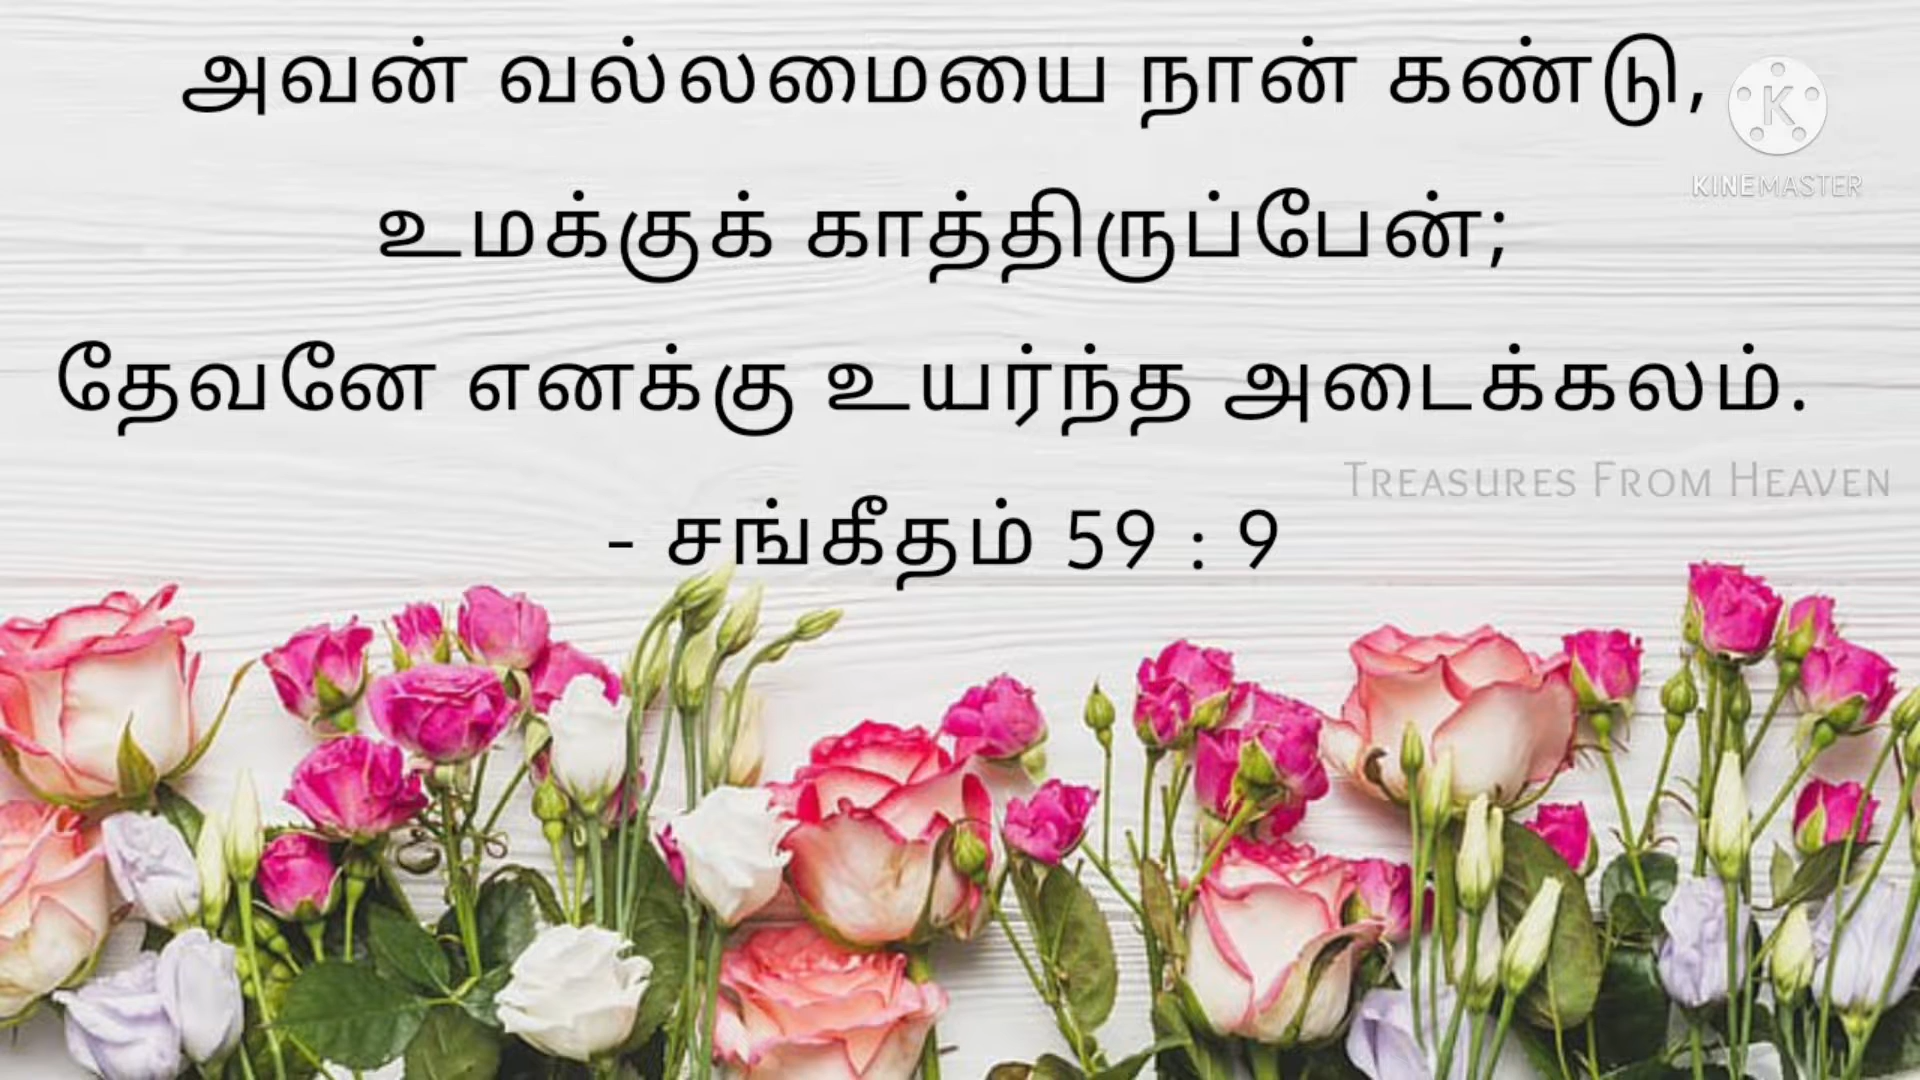 அவன் வல்லமையை நான் கண்டு,
உமக்குக் காத்திருப்பேன்;
தேவனே எனக்கு உயர்ந்த அடைக்கலம்.
- சங்கீதம் 59 : 9
K
KINEMASTER
TREASURES FROM HEAVEN